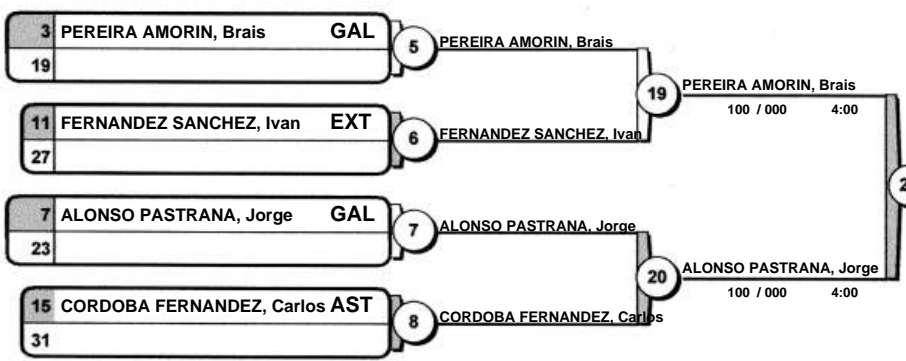 3 PEREIRA AMORIN, Brais GAL
19
5 PEREIRA AMORIN, Brais
11 FERNANDEZ SANCHEZ, Ivan EXT
27
6 FERNANDEZ SANCHEZ, Ivan
19 PEREIRA AMORIN, Brais
100 / 000 4:00
7 ALONSO PASTRANA, Jorge GAL
23
7 ALONSO PASTRANA, Jorge
15 CORDOBA FERNANDEZ, Carlos AST
31
8 CORDOBA FERNANDEZ, Carlos
20 ALONSO PASTRANA, Jorge
100 / 000 4:00